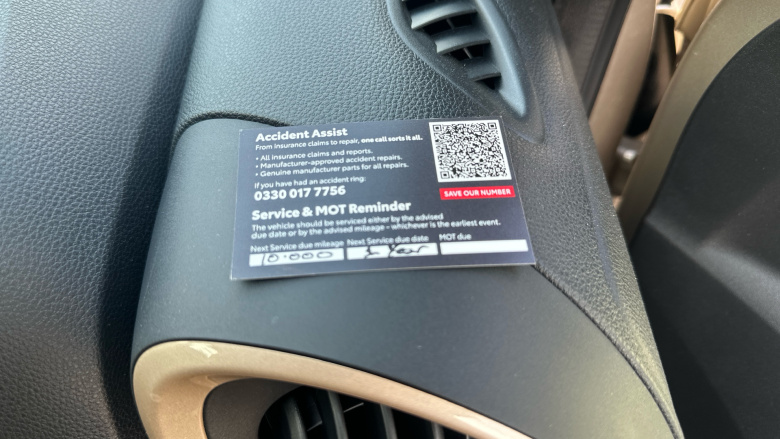 Accident Assist
From insurance claims to repair, one call sorts it all.
• All insurance claims and reports.
• Manufacturer-approved accident repairs.
• Genuine manufacturer parts for all repairs.
If you have had an accident ring:
0330 017 7756
SAVE OUR NUMBER
Service & MOT Reminder
The vehicle should be serviced either by the advised
due date or by the advised mileage - whichever is the earliest event.
Next Service due mileage Next Service due date MOT due
10.000 1 Year